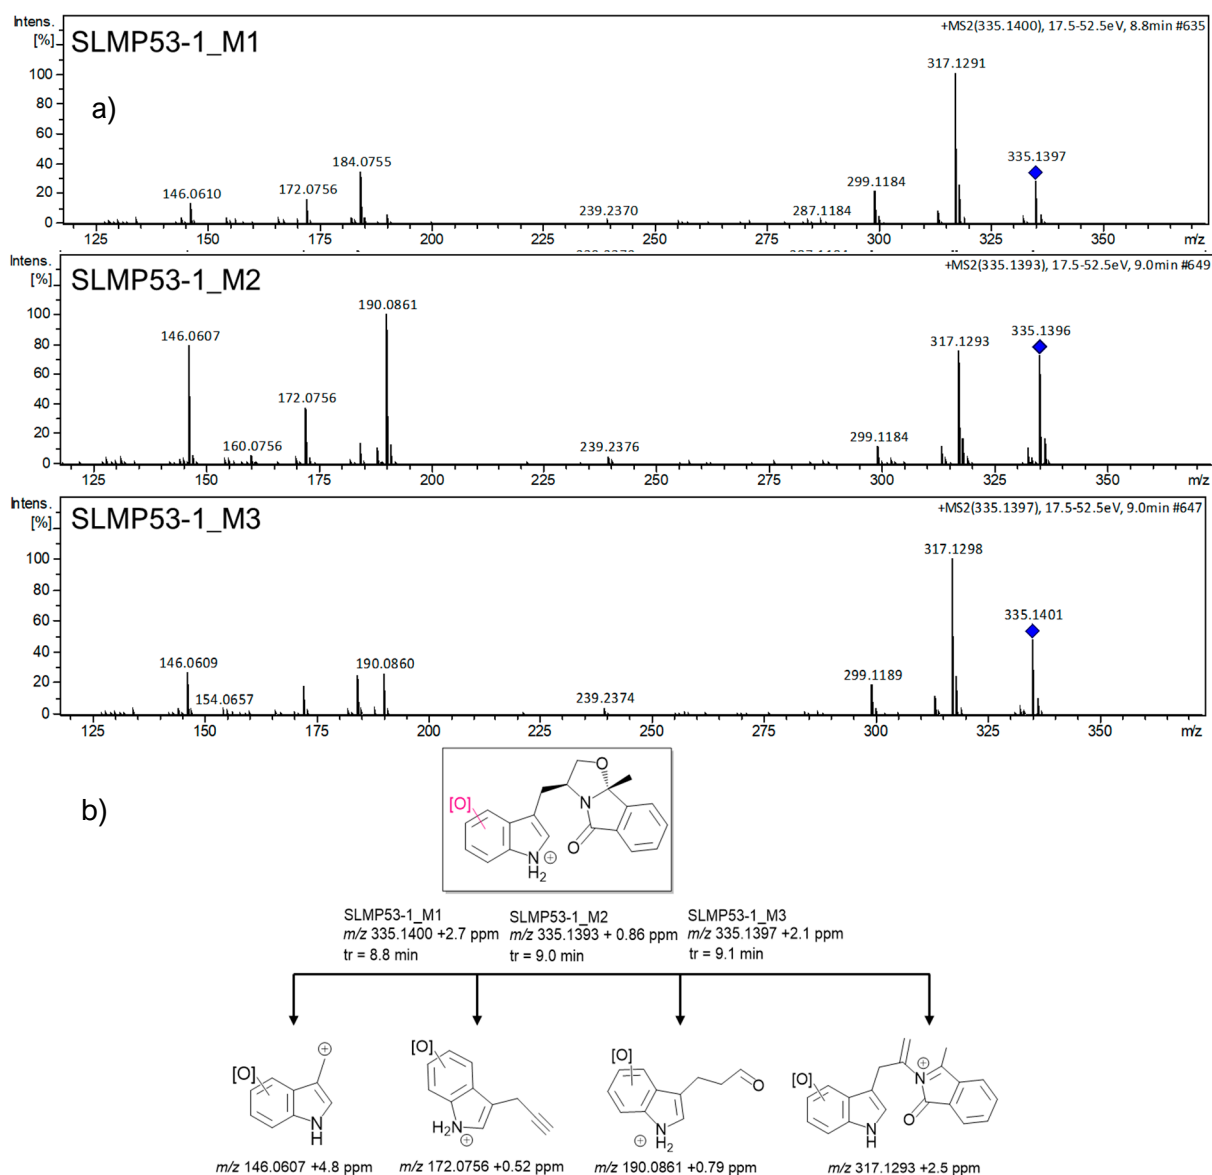 Intens.
[%]
SLMP53-1_M1
+MS2(335.1400), 17.5-52.5eV, 8.8min #635
a)
100
80
60
40
20
0
146.0610
172.0756
184.0755
239.2370
287.1184
299.1184
317.1291
335.1397
125 150 175 200 225 250 275 300 325 350 m/z
Intens.
[%]
SLMP53-1_M2
+MS2(335.1393), 17.5-52.5eV, 9.0min #649
100
80
60
40
20
0
146.0607
160.0756
172.0756
190.0861
239.2376
299.1184
317.1293
335.1396
125 150 175 200 225 250 275 300 325 350 m/z
Intens.
[%]
SLMP53-1_M3
+MS2(335.1397), 17.5-52.5eV, 9.0min #647
100
80
60
40
20
0
146.0609
154.0657
190.0860
239.2374
299.1189
317.1298
335.1401
125 150 175 200 225 250 275 300 325 350 m/z
b)
[O]
O
N
O
N
H2
SLMP53-1_M1
m/z 335.1400 +2.7 ppm
tr = 8.8 min
SLMP53-1_M2
m/z 335.1393 + 0.86 ppm
tr = 9.0 min
SLMP53-1_M3
m/z 335.1397 +2.1 ppm
tr = 9.1 min
[O]
N
H
m/z 146.0607 +4.8 ppm
[O]
H2N
m/z 172.0756 +0.52 ppm
[O]
O
N
H2
m/z 190.0861 +0.79 ppm
[O]
N
O
N
H
m/z 317.1293 +2.5 ppm